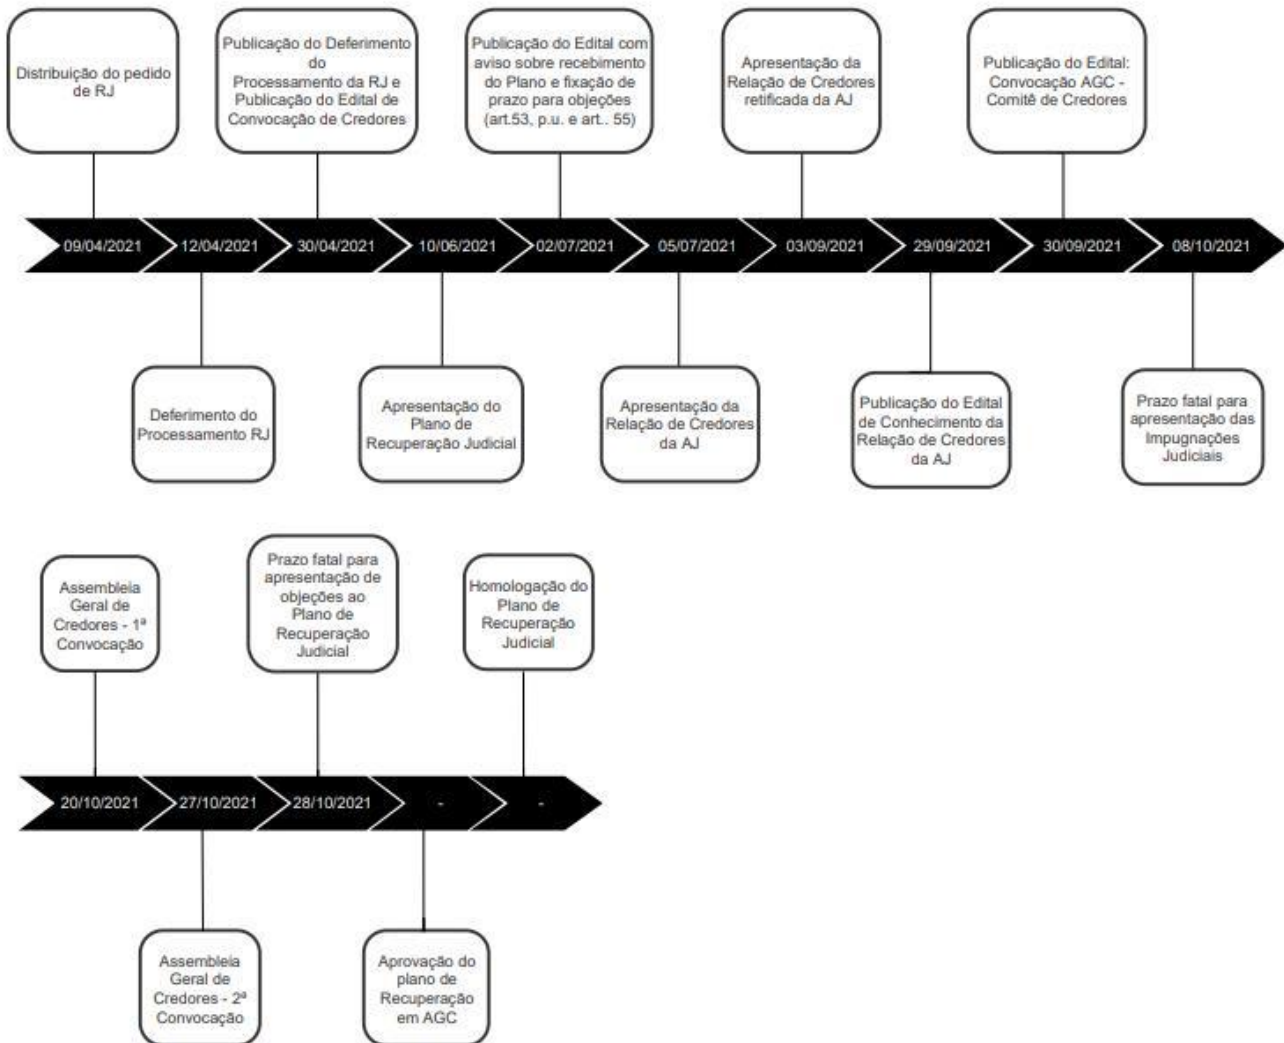 Distribuição do pedido
de RJ
Publicação do Deferimento
do
Processamento da RJ e
Publicação do Edital de
Convocação de Credores
Publicação do Edital com
aviso sobre recebimento
do Plano e fixação de
prazo para objeções
(art.53, p.u. e art.. 55)
Apresentação da
Relação de Credores
retificada da AJ
Publicação do Edital:
Convocação AGC -
Comitê de Credores
09/04/2021
12/04/2021
30/04/2021
10/06/2021
02/07/2021
05/07/2021
03/09/2021
29/09/2021
30/09/2021
08/10/2021
Deferimento do
Processamento RJ
Apresentação do
Plano de
Recuperação Judicial
Apresentação da
Relação de Credores
da AJ
Publicação do Edital
de Conhecimento da
Relação de Credores
da AJ
Prazo fatal para
apresentação das
Impugnações
Judiciais
Assembleia
Geral de
Credores - 1ª
Convocação
Prazo fatal para
apresentação de
objeções ao
Plano de
Recuperação
Judicial
Homologação do
Plano de
Recuperação
Judicial
20/10/2021
27/10/2021
28/10/2021
-
-
Assembleia
Geral de
Credores - 2ª
Convocação
Aprovação do
plano de
Recuperação
em AGC